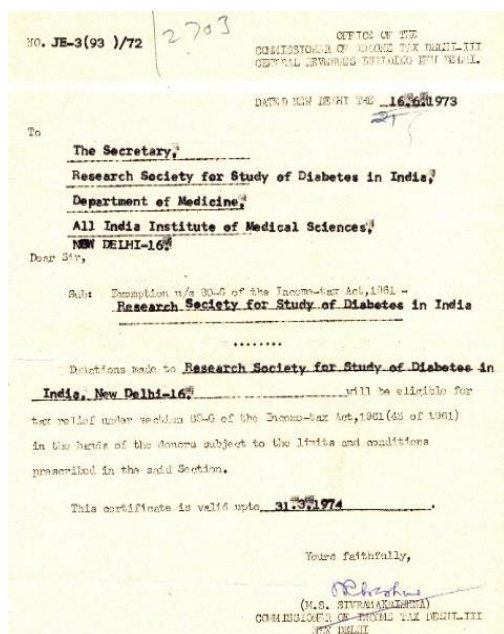 NO. JE-3(93 )/72
2703
OFFICE OF THE
COMMISSIONER OF INCOME TAX DELHI-III
CENTRAL REVENUES BUILDING NEW DELHI.
DATED NEW DELHI THE 16.6.1973
21
To
The Secretary,
Research Society for Study of Diabetes in India,
Department of Medicine,
All India Institute of Medical Sciences,
NEW DELHI-16.
Dear Sir,
Sub: Exemption u/s 80-G of the Income-tax Act,1961 -
Research Society for Study of Diabetes in India
........
Donations made to Research Society for Study of Diabetes in
India, New Delhi-16. will be eligible for
tax relief under section 80-G of the Income-tax Act,1961(43 of 1961)
in the hands of the donors subject to the limits and conditions
prescribed in the said Section.
This certificate is valid upto 31.3.1974.
Yours faithfully,
(M.S. SIVRAMAKRISHNA)
COMMISSIONER OF INCOME TAX DELHI-III
NEW DELHI